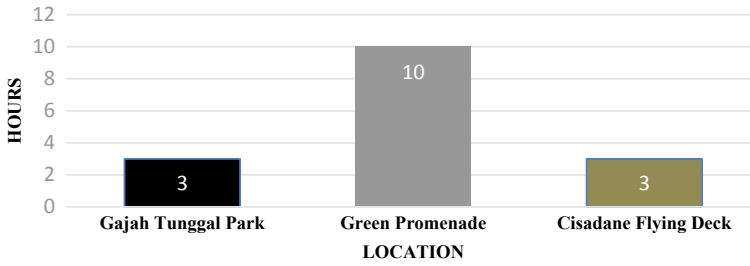 12
10
8
6
4
2
0
HOURS
3
10
3
Gajah Tunggal Park
Green Promenade
Cisadane Flying Deck
LOCATION